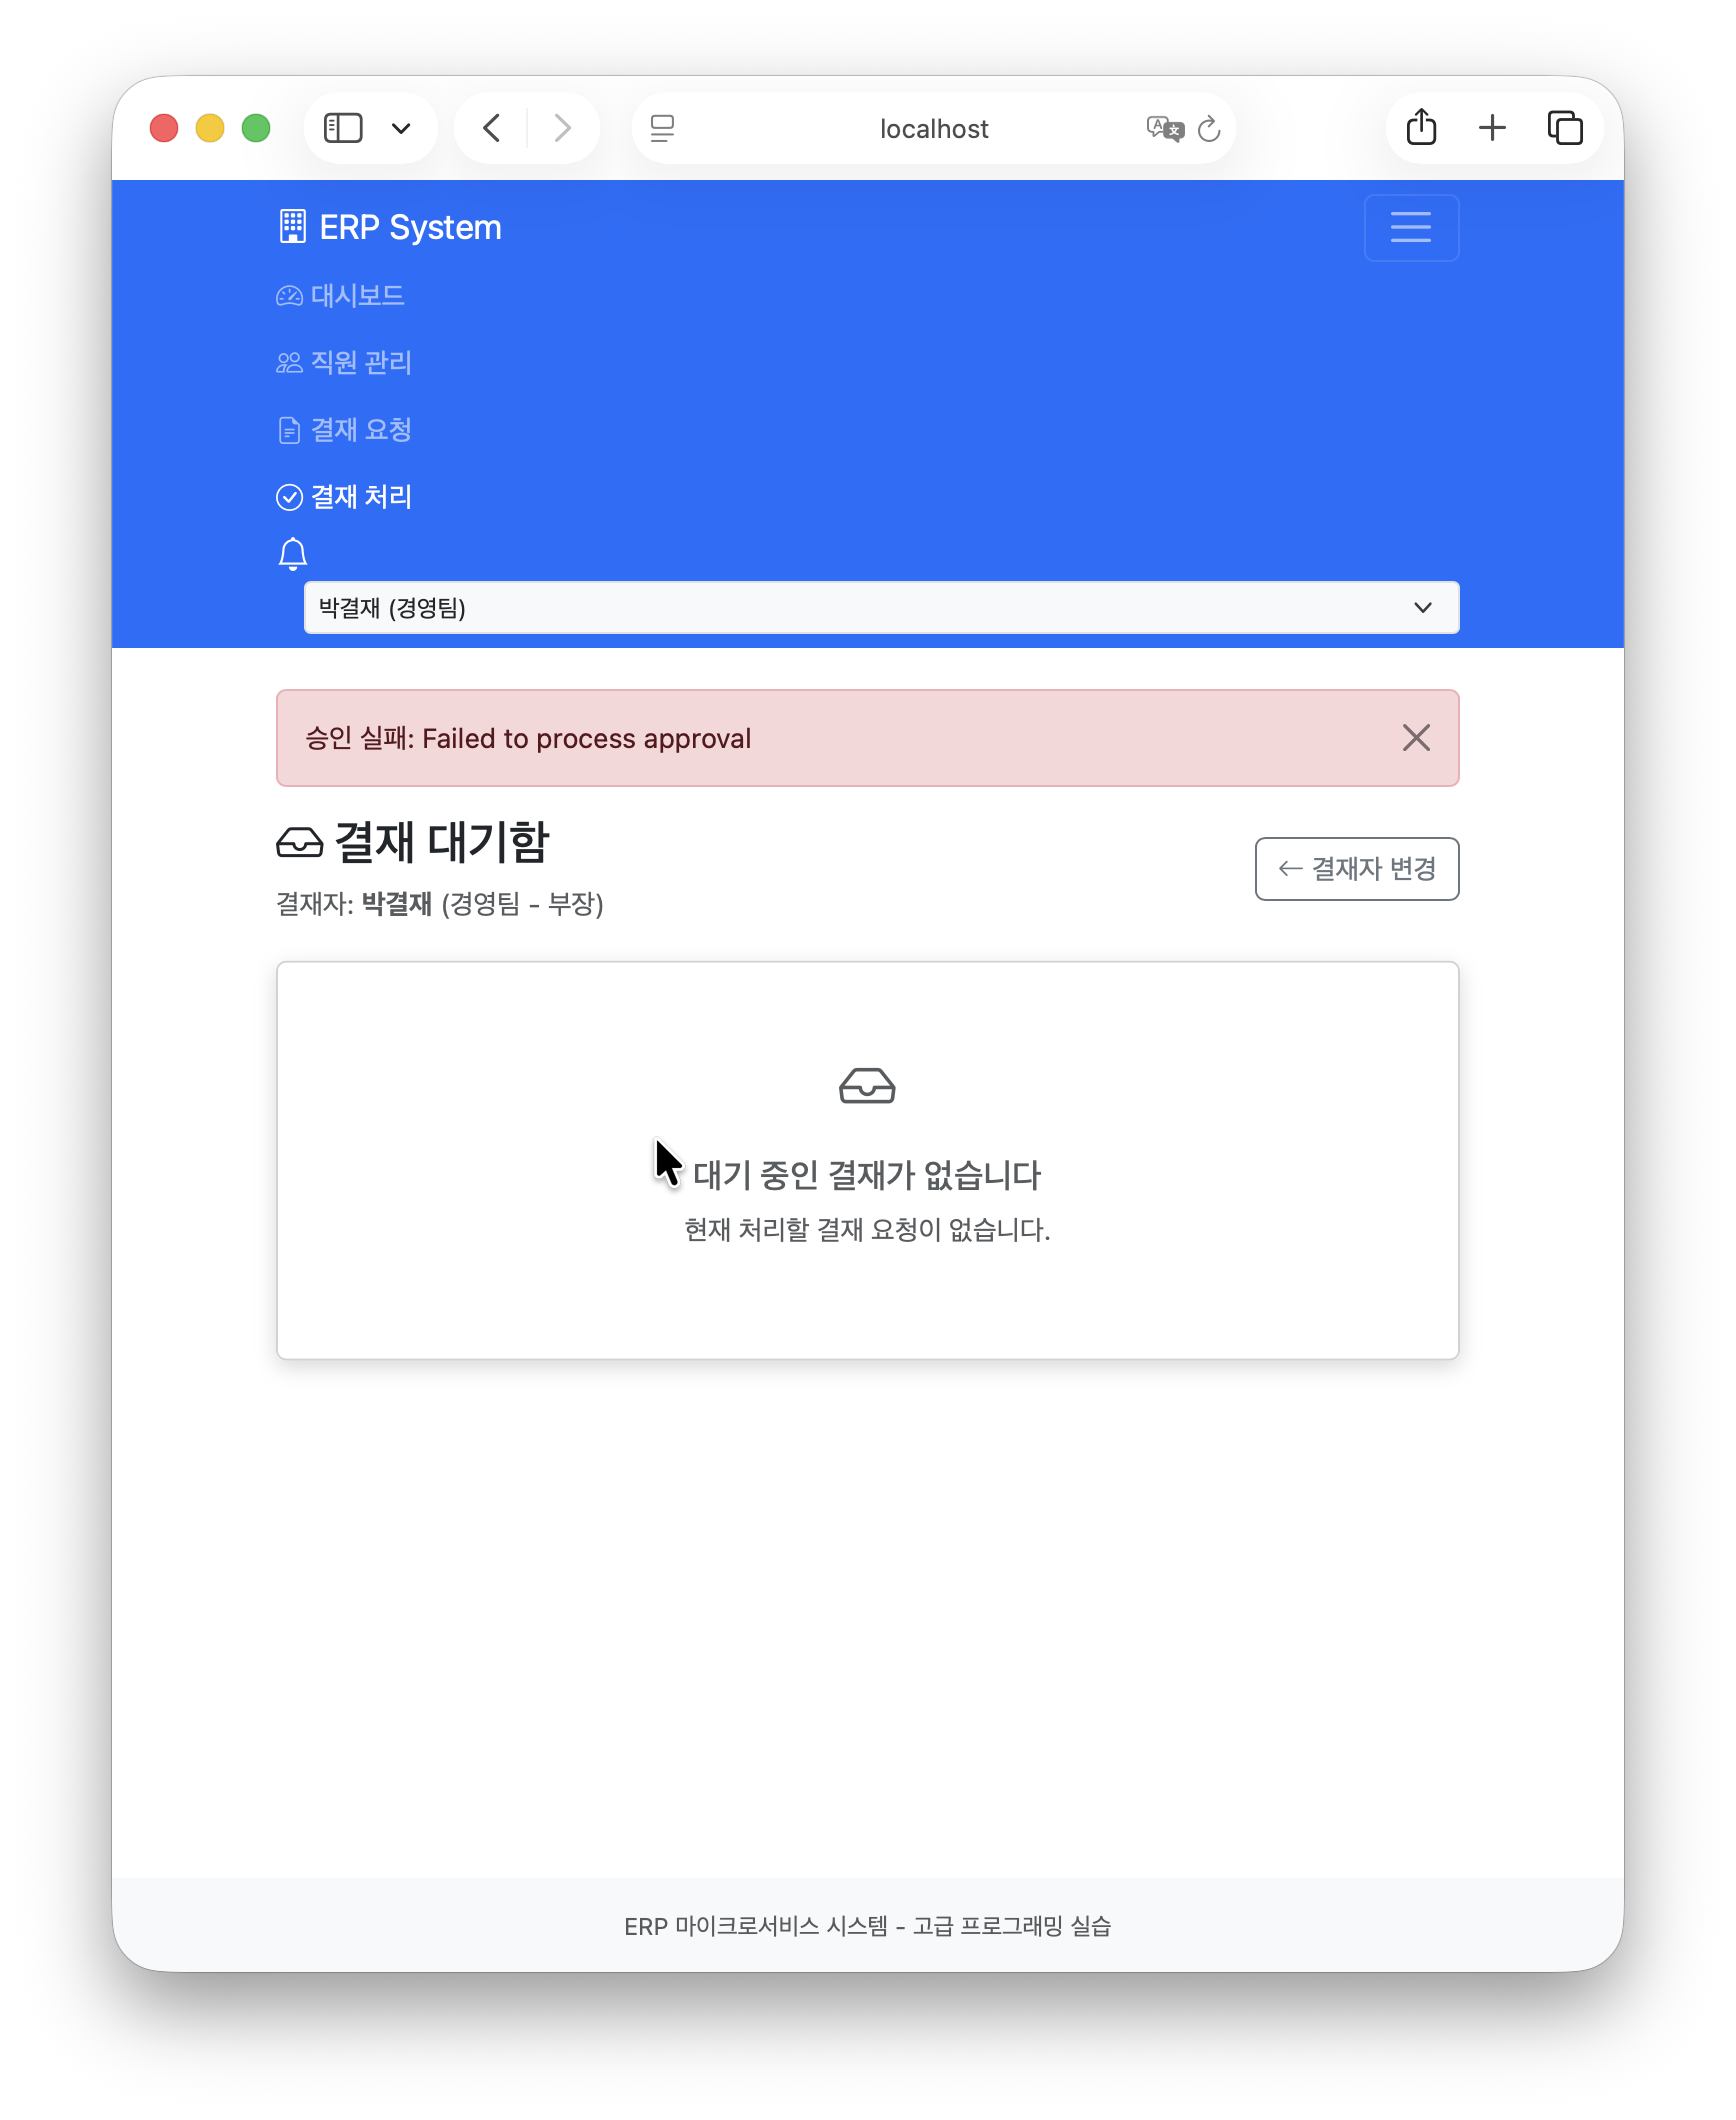 localhost
ERP System
대시보드
직원 관리
결재 요청
결재 처리
박결재 (경영팀)
승인 실패: Failed to process approval
결재 대기함
결재자: 박결재 (경영팀 - 부장)
← 결재자 변경
대기 중인 결재가 없습니다
현재 처리할 결재 요청이 없습니다.
ERP 마이크로서비스 시스템 - 고급 프로그래밍 실습